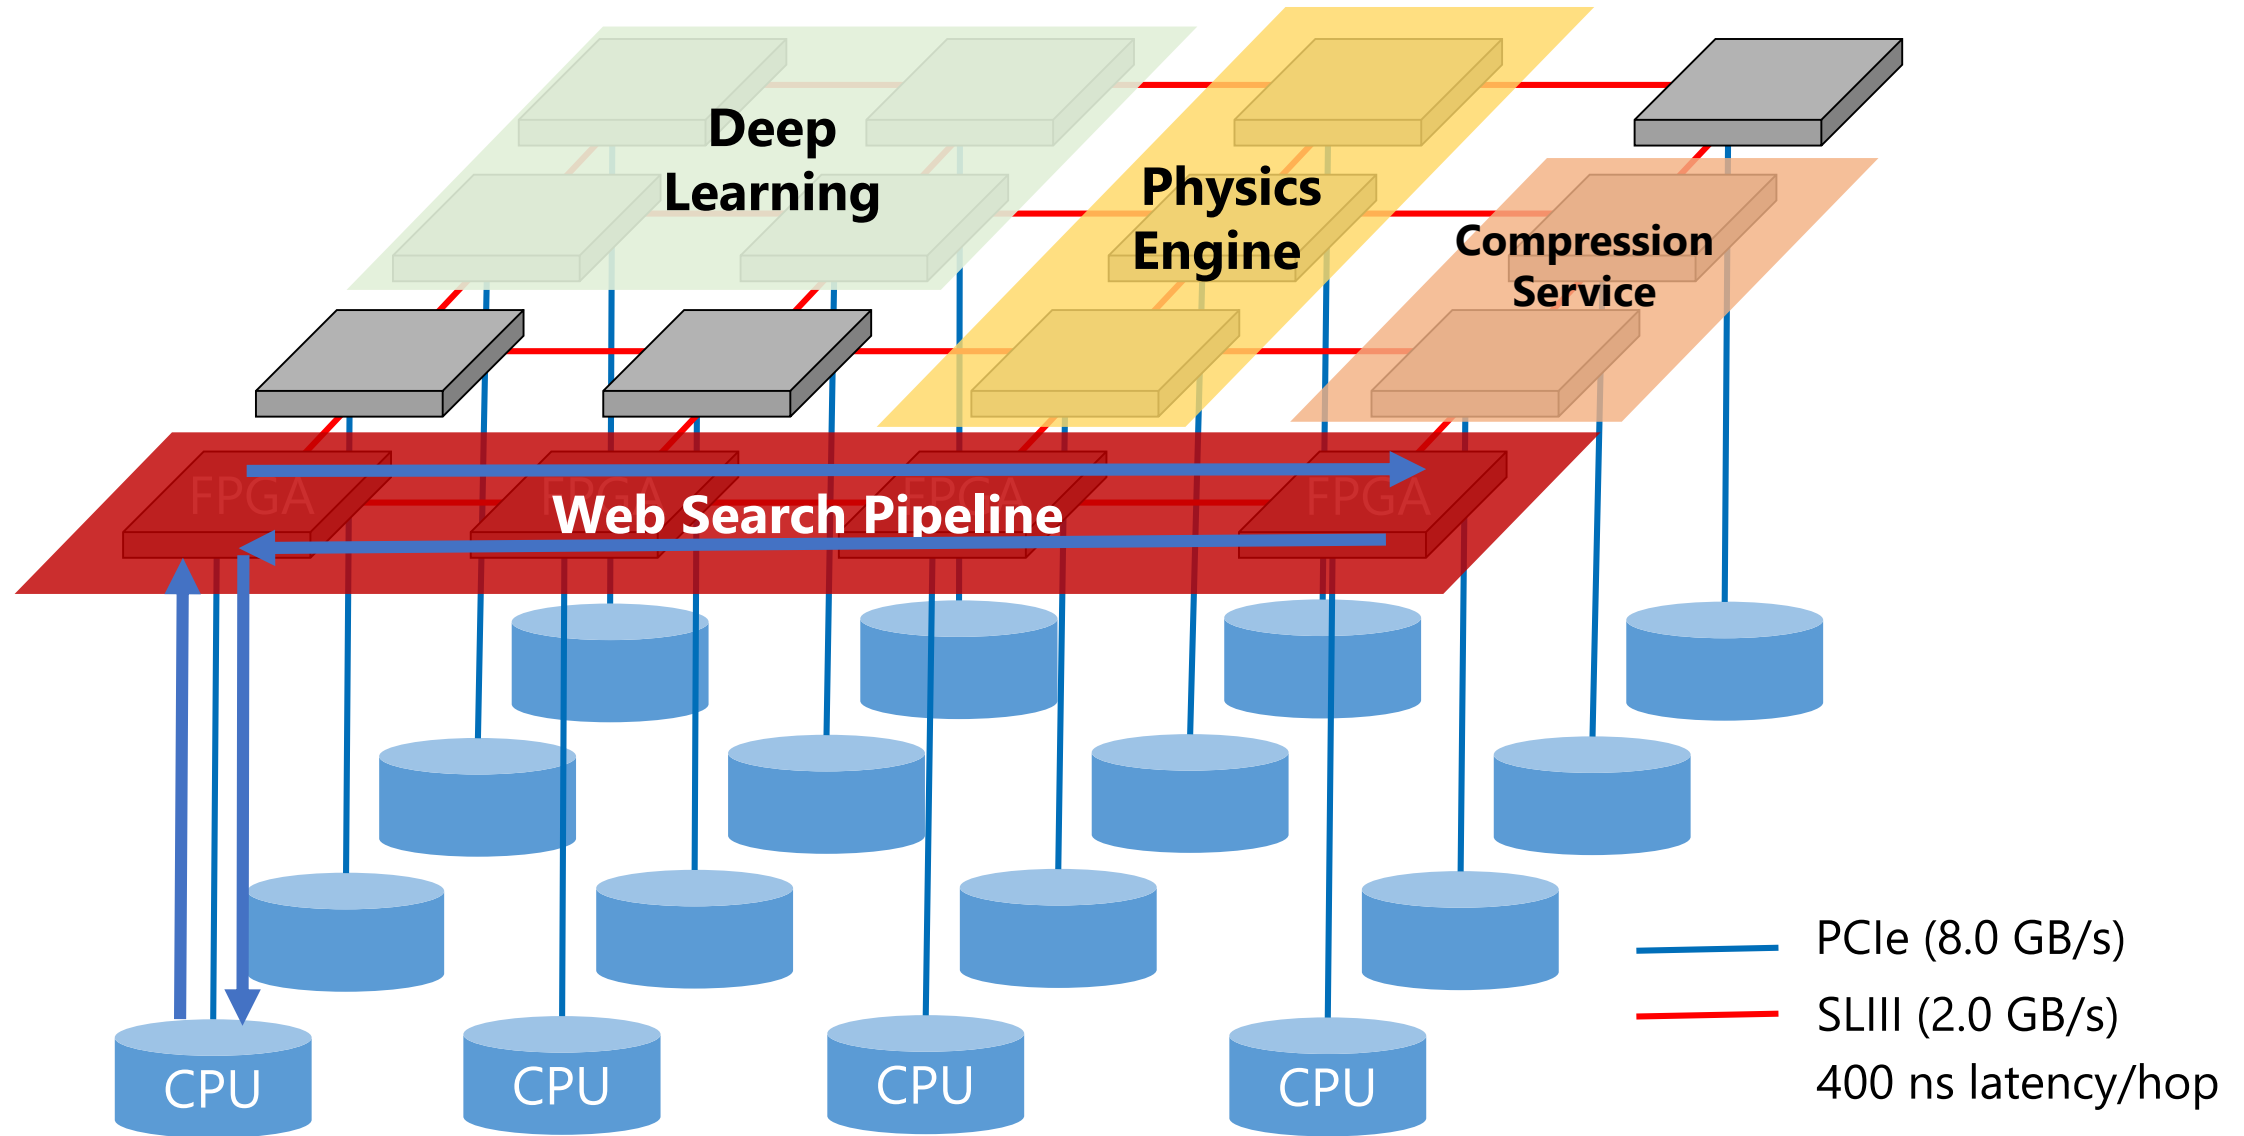 Deep
Learning
Physics
Engine
Compression
Service
FPGA
FPGA
FPGA
FPGA
Web Search Pipeline
PCIe (8.0 GB/s)
SLIII (2.0 GB/s)
400 ns latency/hop
CPU
CPU
CPU
CPU